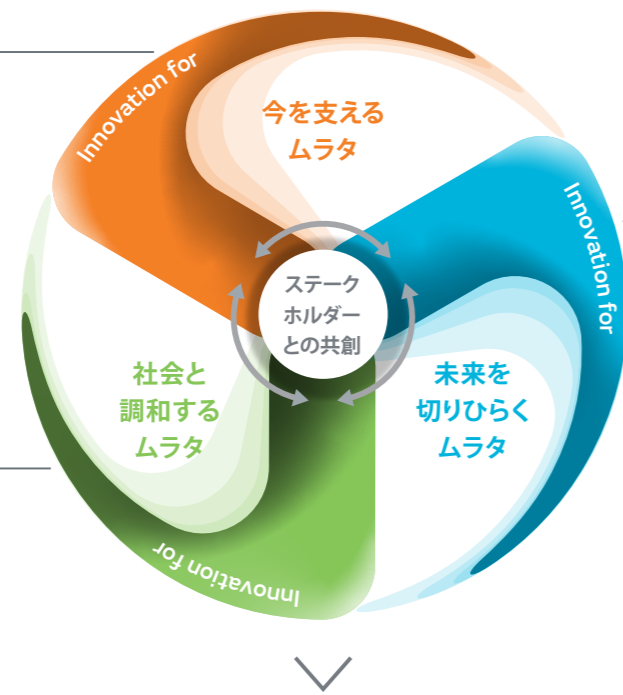 Innovation for
今を支える
ムラタ
Innovation for
ステーク
ホルダー
との共創
社会と
調和する
ムラタ
未来を
切りひらく
ムラタ
Innovation for